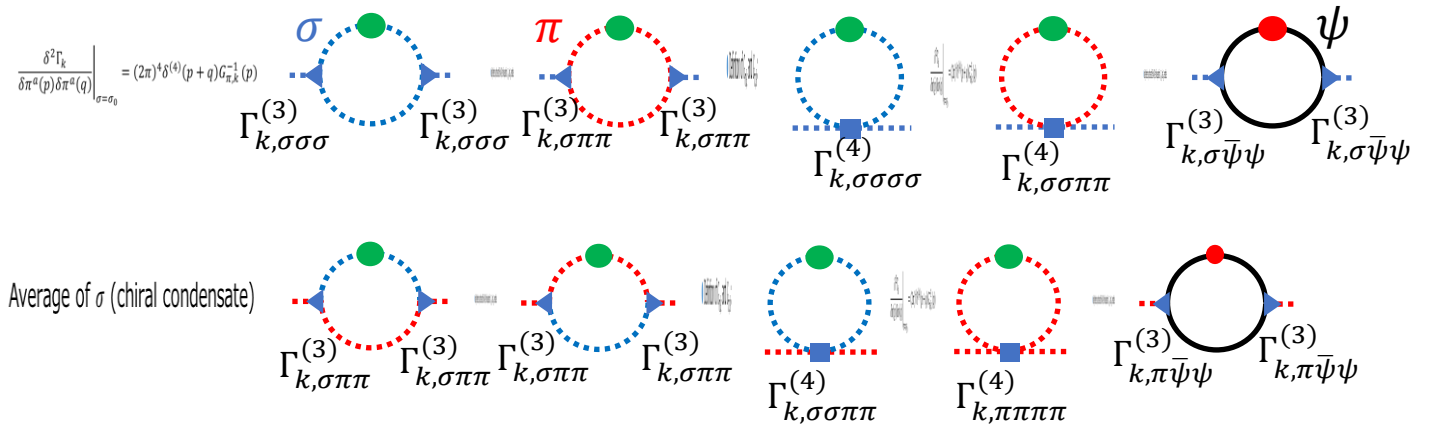 σ π ψ
δ²Γ_k / δπ^a(p)δπ^a(q) |_{σ=σ₀} = (2π)⁴δ^{(4)}(p + q)G^{-1}_{π,k}(p)
Γ^{(3)}_{k,σσσ} Γ^{(3)}_{k,σσσ} Γ^{(3)}_{k,σππ} Γ^{(3)}_{k,σππ} Γ^{(4)}_{k,σσσσ} Γ^{(4)}_{k,σσππ} Γ^{(3)}_{k,σψ̄ψ} Γ^{(3)}_{k,σψ̄ψ}
Average of σ (chiral condensate)
Γ^{(3)}_{k,σππ} Γ^{(3)}_{k,σππ} Γ^{(3)}_{k,σππ} Γ^{(3)}_{k,σππ} Γ^{(4)}_{k,σσππ} Γ^{(4)}_{k,ππππ} Γ^{(3)}_{k,πψ̄ψ} Γ^{(3)}_{k,πψ̄ψ}